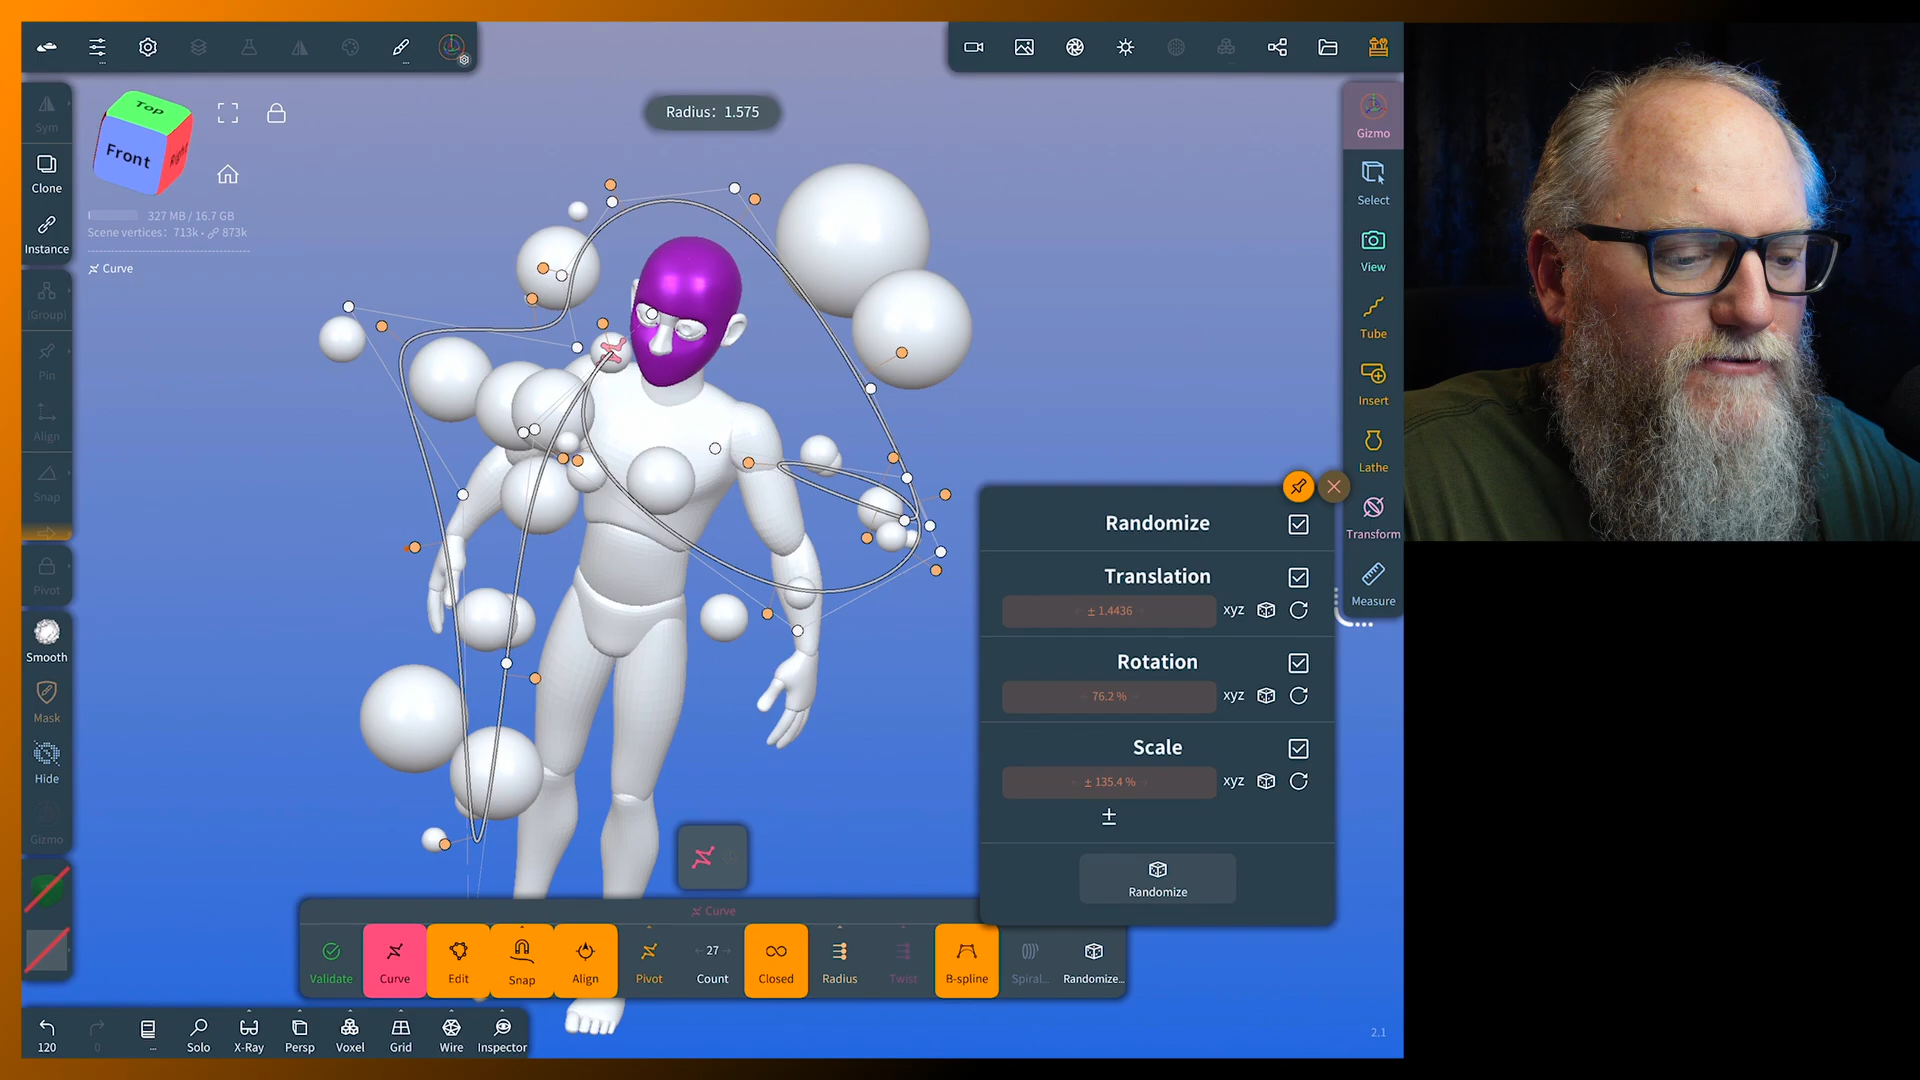 Radius: 1.575
Top
Front
Right
Sym
Clone
Instance
327 MB / 16.7 GB
Scene vertices: 713k • 873k
Curve
(Group)
Pin
Align
Snap
Pivot
Smooth
Mask
Hide
Gizmo
Gizmo
Select
View
Tube
Insert
Lathe
Transform
Measure
Randomize
Translation
± 1.4436
xyz
Rotation
76.2 %
xyz
Scale
± 135.4 %
xyz
±
Randomize
Curve
Validate
Curve
Edit
Snap
Align
Pivot
27
Count
Closed
Radius
Twist
B-spline
Spiral...
Randomize...
120
0
...
Solo
X-Ray
Persp
Voxel
Grid
Wire
Inspector
2.1